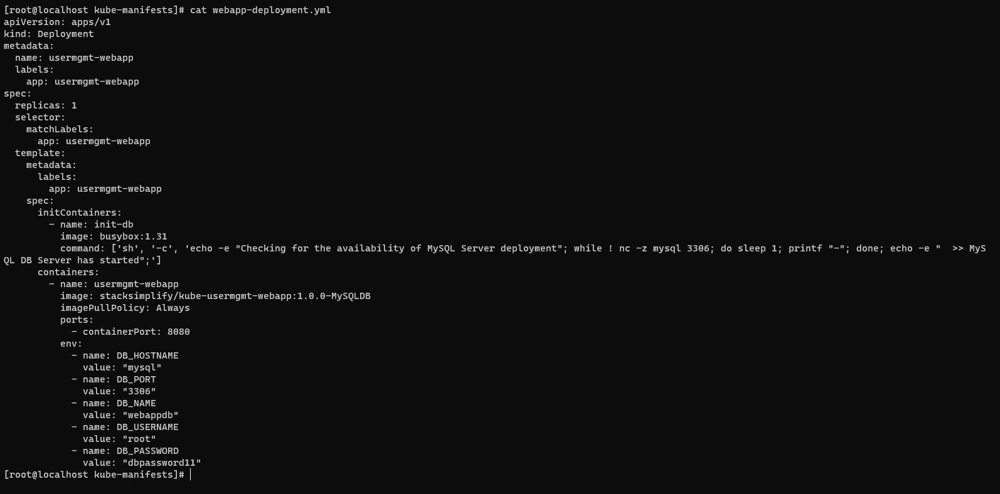 [root@localhost kube-manifests]# cat webapp-deployment.yml
apiVersion: apps/v1
kind: Deployment
metadata:
  name: usermgmt-webapp
  labels:
    app: usermgmt-webapp
spec:
  replicas: 1
  selector:
    matchLabels:
      app: usermgmt-webapp
  template:
    metadata:
      labels:
        app: usermgmt-webapp
    spec:
      initContainers:
        - name: init-db
          image: busybox:1.31
          command: ['sh', '-c', 'echo -e "Checking for the availability of MySQL Server deployment"; while ! nc -z mysql 3306; do sleep 1; printf "-"; done; echo -e "  >> MyS
QL DB Server has started";']
      containers:
        - name: usermgmt-webapp
          image: stacksimplify/kube-usermgmt-webapp:1.0.0-MySQLDB
          imagePullPolicy: Always
          ports:
            - containerPort: 8080
          env:
            - name: DB_HOSTNAME
              value: "mysql"
            - name: DB_PORT
              value: "3306"
            - name: DB_NAME
              value: "webappdb"
            - name: DB_USERNAME
              value: "root"
            - name: DB_PASSWORD
              value: "dbpassword11"
[root@localhost kube-manifests]#